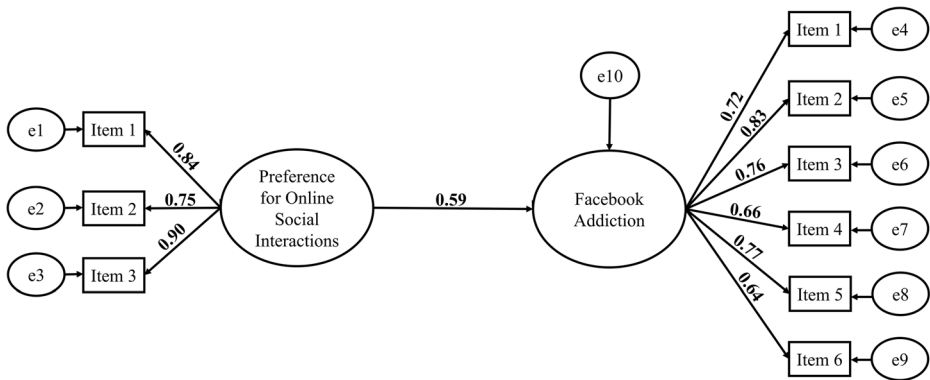 e1
Item 1
0.84
e2
Item 2
0.75
e3
Item 3
0.90
Preference
for Online
Social
Interactions
0.59
e10
Facebook
Addiction
0.72
Item 1
e4
0.83
Item 2
e5
0.76
Item 3
e6
0.66
Item 4
e7
0.77
Item 5
e8
0.64
Item 6
e9